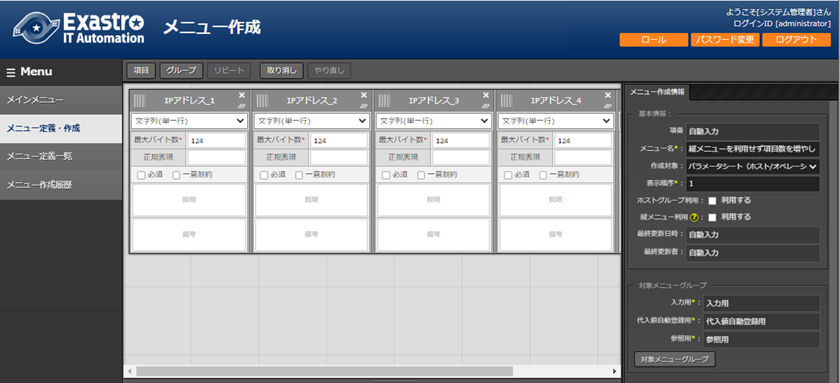 Exastro
IT Automation
メニュー作成
ようこそ[システム管理者]さん
ログインID [administrator]
ロール パスワード変更 ログアウト
Menu
メインメニュー
メニュー定義・作成
メニュー定義一覧
メニュー作成履歴
項目 グループ リピート 取り消し やり直し
IPアドレス_1 IPアドレス_2 IPアドレス_3 IPアドレス_4
文字列(単一行) 文字列(単一行) 文字列(単一行) 文字列(単一行)
最大バイト数* 124 最大バイト数* 124 最大バイト数* 124 最大バイト数* 124
正規表現 正規表現 正規表現 正規表現
必須 一意制約 必須 一意制約 必須 一意制約 必須 一意制約
説明 説明 説明 説明
備考 備考 備考 備考
メニュー作成情報
基本情報：
項番 自動入力
メニュー名*： 縦メニューを利用せず項目数を増やし
作成対象： パラメータシート（ホスト/オペレーシ
表示順序*： 1
ホストグループ利用： 利用する
縦メニュー利用?： 利用する
最終更新日時： 自動入力
最終更新者： 自動入力
対象メニューグループ
入力用*： 入力用
代入値自動登録用*： 代入値自動登録用
参照用*： 参照用
対象メニューグループ